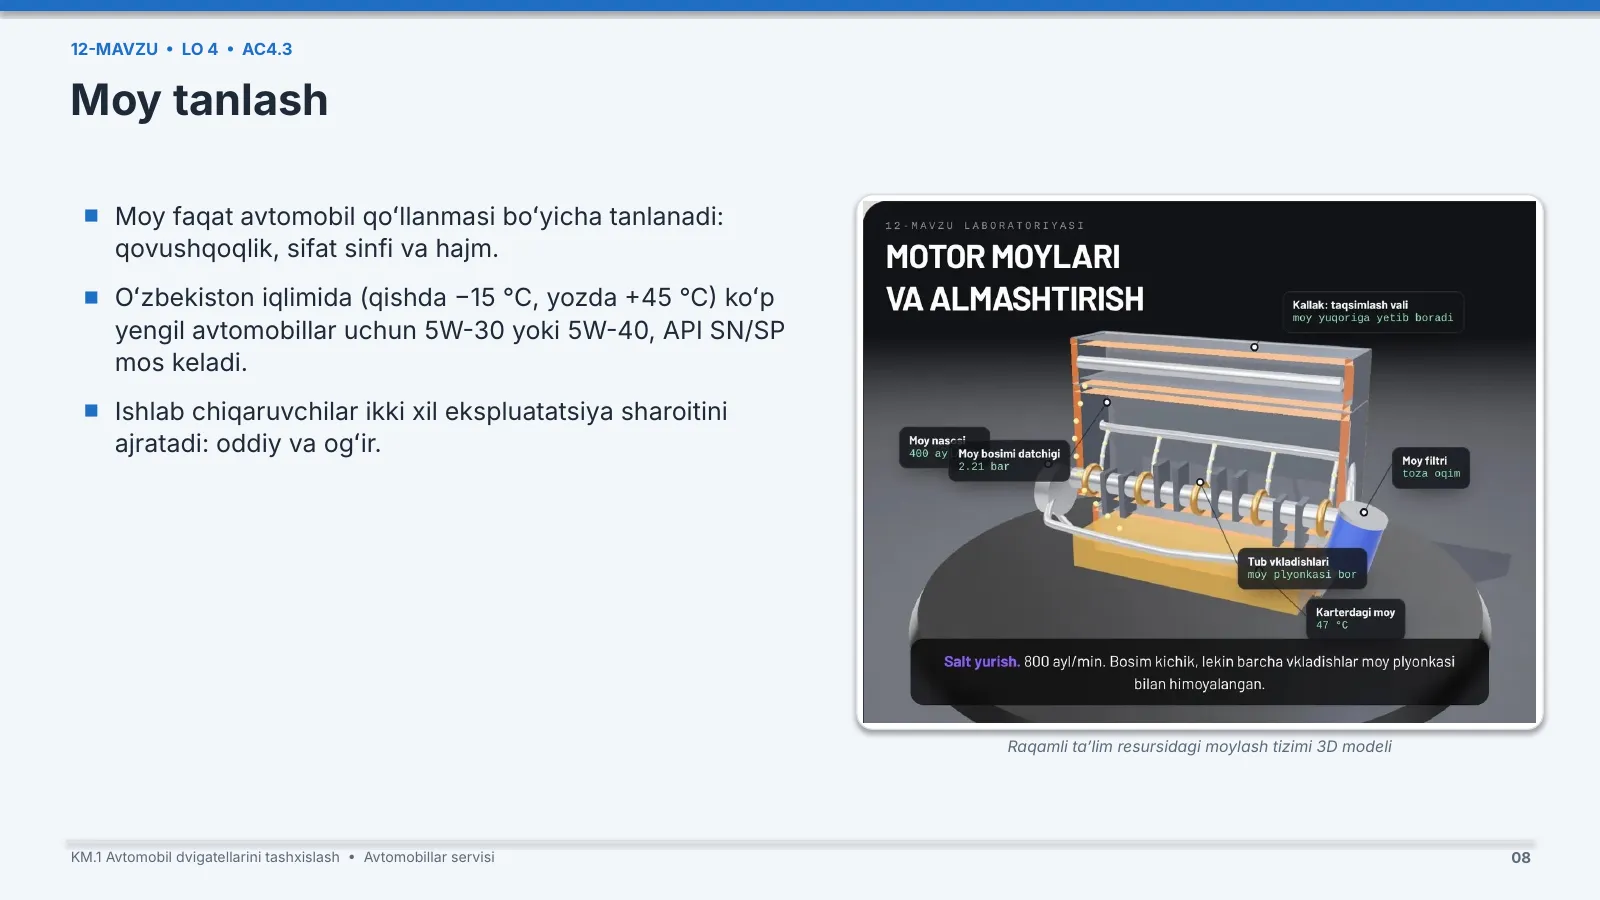 12-MAVZU • LO 4 • AC4.3
Moy tanlash
Moy faqat avtomobil qoʻllanmasi boʻyicha tanlanadi:
qovushqoqlik, sifat sinfi va hajm.
Oʻzbekiston iqlimida (qishda −15 °C, yozda +45 °C) koʻp
yengil avtomobillar uchun 5W-30 yoki 5W-40, API SN/SP
mos keladi.
Ishlab chiqaruvchilar ikki xil ekspluatatsiya sharoitini
ajratadi: oddiy va ogʻir.
12-MAVZU LABORATORIYASI
MOTOR MOYLARI
VA ALMASHTIRISH
Kallak: taqsimlash vali
moy yuqoriga yetib boradi
Moy nasosi
400 ay
Moy bosimi datchigi
2.21 bar
Moy filtri
toza oqim
Tub vkladishlari
moy plyonkasi bor
Karterdagi moy
47 °C
Salt yurish. 800 ayl/min. Bosim kichik, lekin barcha vkladishlar moy plyonkasi
bilan himoyalangan.
Raqamli taʼlim resursidagi moylash tizimi 3D modeli
KM.1 Avtomobil dvigatellarini tashxislash • Avtomobillar servisi
08